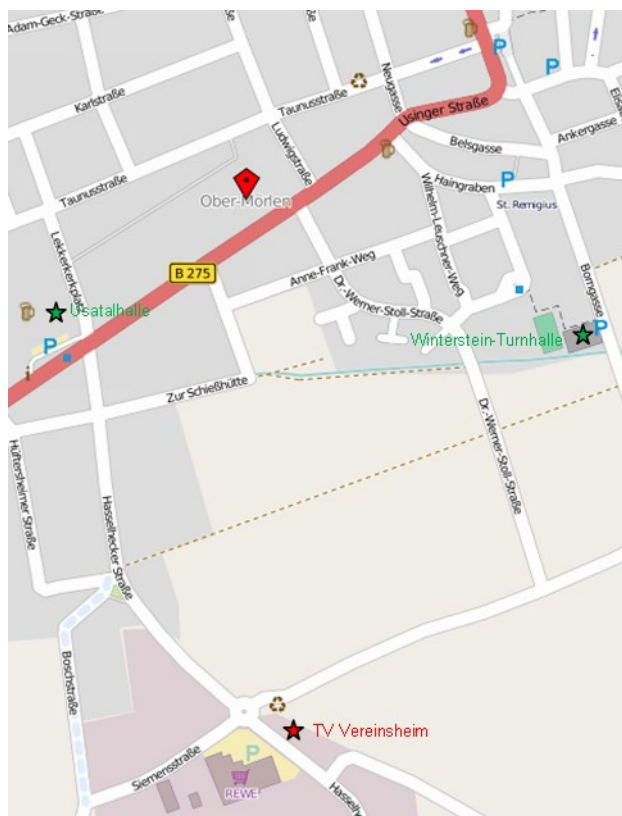 Adam-Geck-Straße
P
Neugasse
P
Karlstraße
Taunusstraße
Usinger Straße
Ankergasse
Belsgasse
Ludwigstraße
Taunusstraße
Haingraben
P
Ober-Mörlen
Wilhelm-Leuschner-Weg
St. Remigius
Lekkerkerkplatz
B 275
Anne-Frank-Weg
Borngasse
Dr.-Werner-Stoll-Straße
Usatalhalle
P
Winterstein-Turnhalle
P
i
Zur Schießhütte
Dr.-Werner-Stoll-Straße
Hüftersheimer Straße
Hasselhecker Straße
Boschstraße
TV Vereinsheim
P
Siemensstraße
REWE
Hasselh